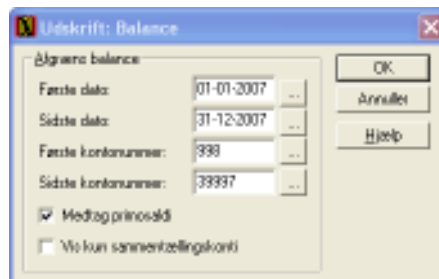 Udskrift: Balance
Afgræns balance
Første dato: 01-01-2007 ...
Sidste dato: 31-12-2007 ...
Første kontonummer: 998 ...
Sidste kontonummer: 39997 ...
Medtag primosaldi
Vis kun sammentællingskonti
OK
Annuller
Hjælp